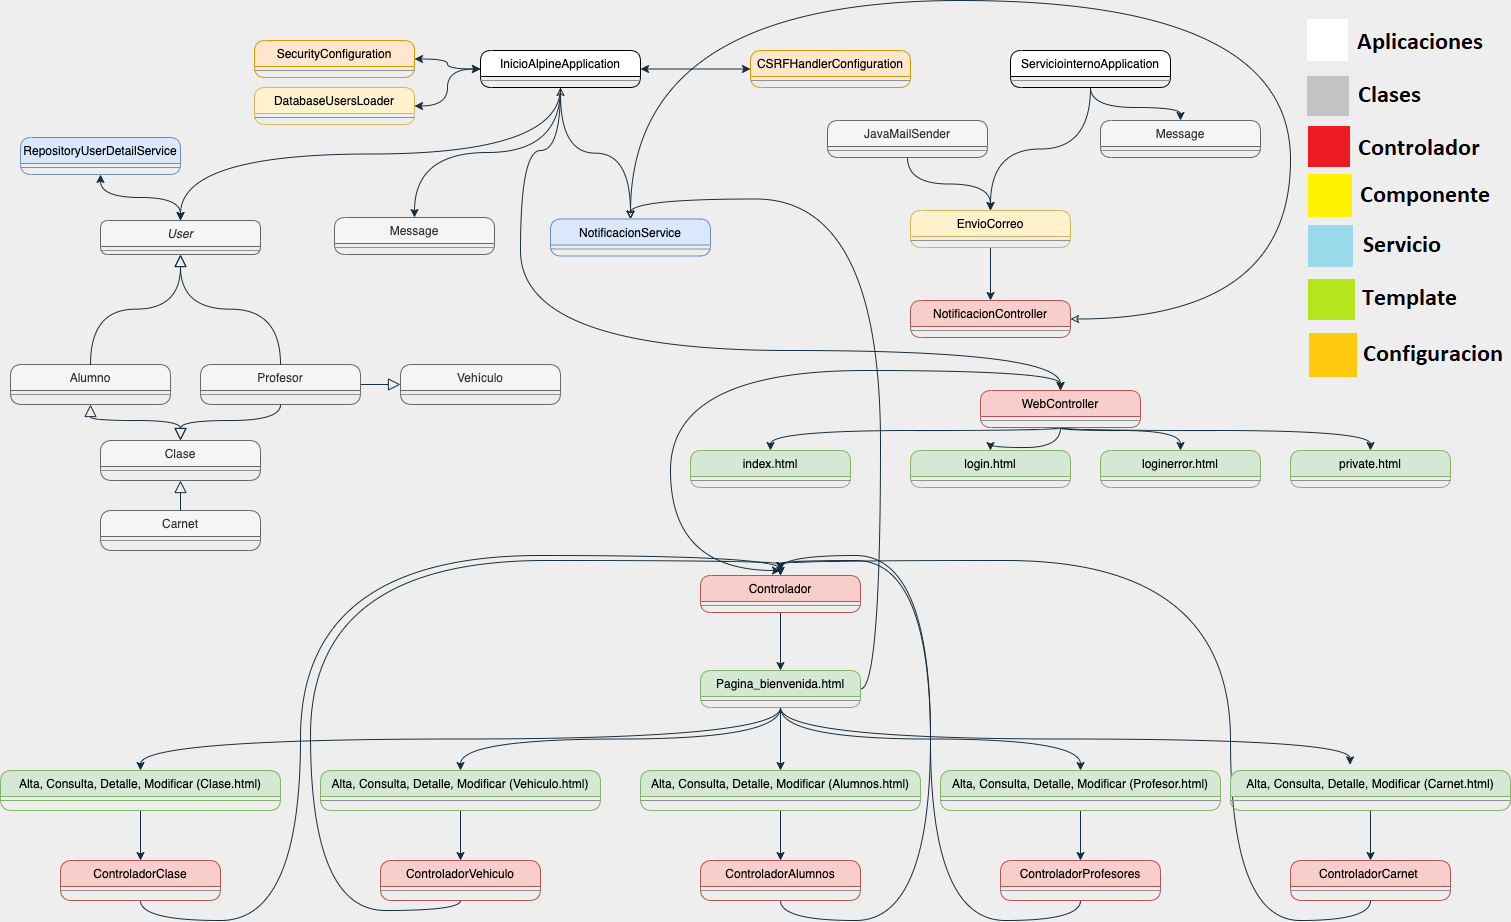 SecurityConfiguration
InicioAlpineApplication
CSRFHandlerConfiguration
ServiciointernoApplication
Aplicaciones
DatabaseUsersLoader
Clases
RepositoryUserDetailService
JavaMailSender
Message
Controlador
Componente
User
Message
NotificacionService
EnvioCorreo
Servicio
Template
NotificacionController
Configuracion
Alumno
Profesor
Vehículo
WebController
Clase
index.html
login.html
loginerror.html
private.html
Carnet
Controlador
Pagina_bienvenida.html
Alta, Consulta, Detalle, Modificar (Clase.html)
Alta, Consulta, Detalle, Modificar (Vehiculo.html)
Alta, Consulta, Detalle, Modificar (Alumnos.html)
Alta, Consulta, Detalle, Modificar (Profesor.html)
Alta, Consulta, Detalle, Modificar (Carnet.html)
ControladorClase
ControladorVehiculo
ControladorAlumnos
ControladorProfesores
ControladorCarnet